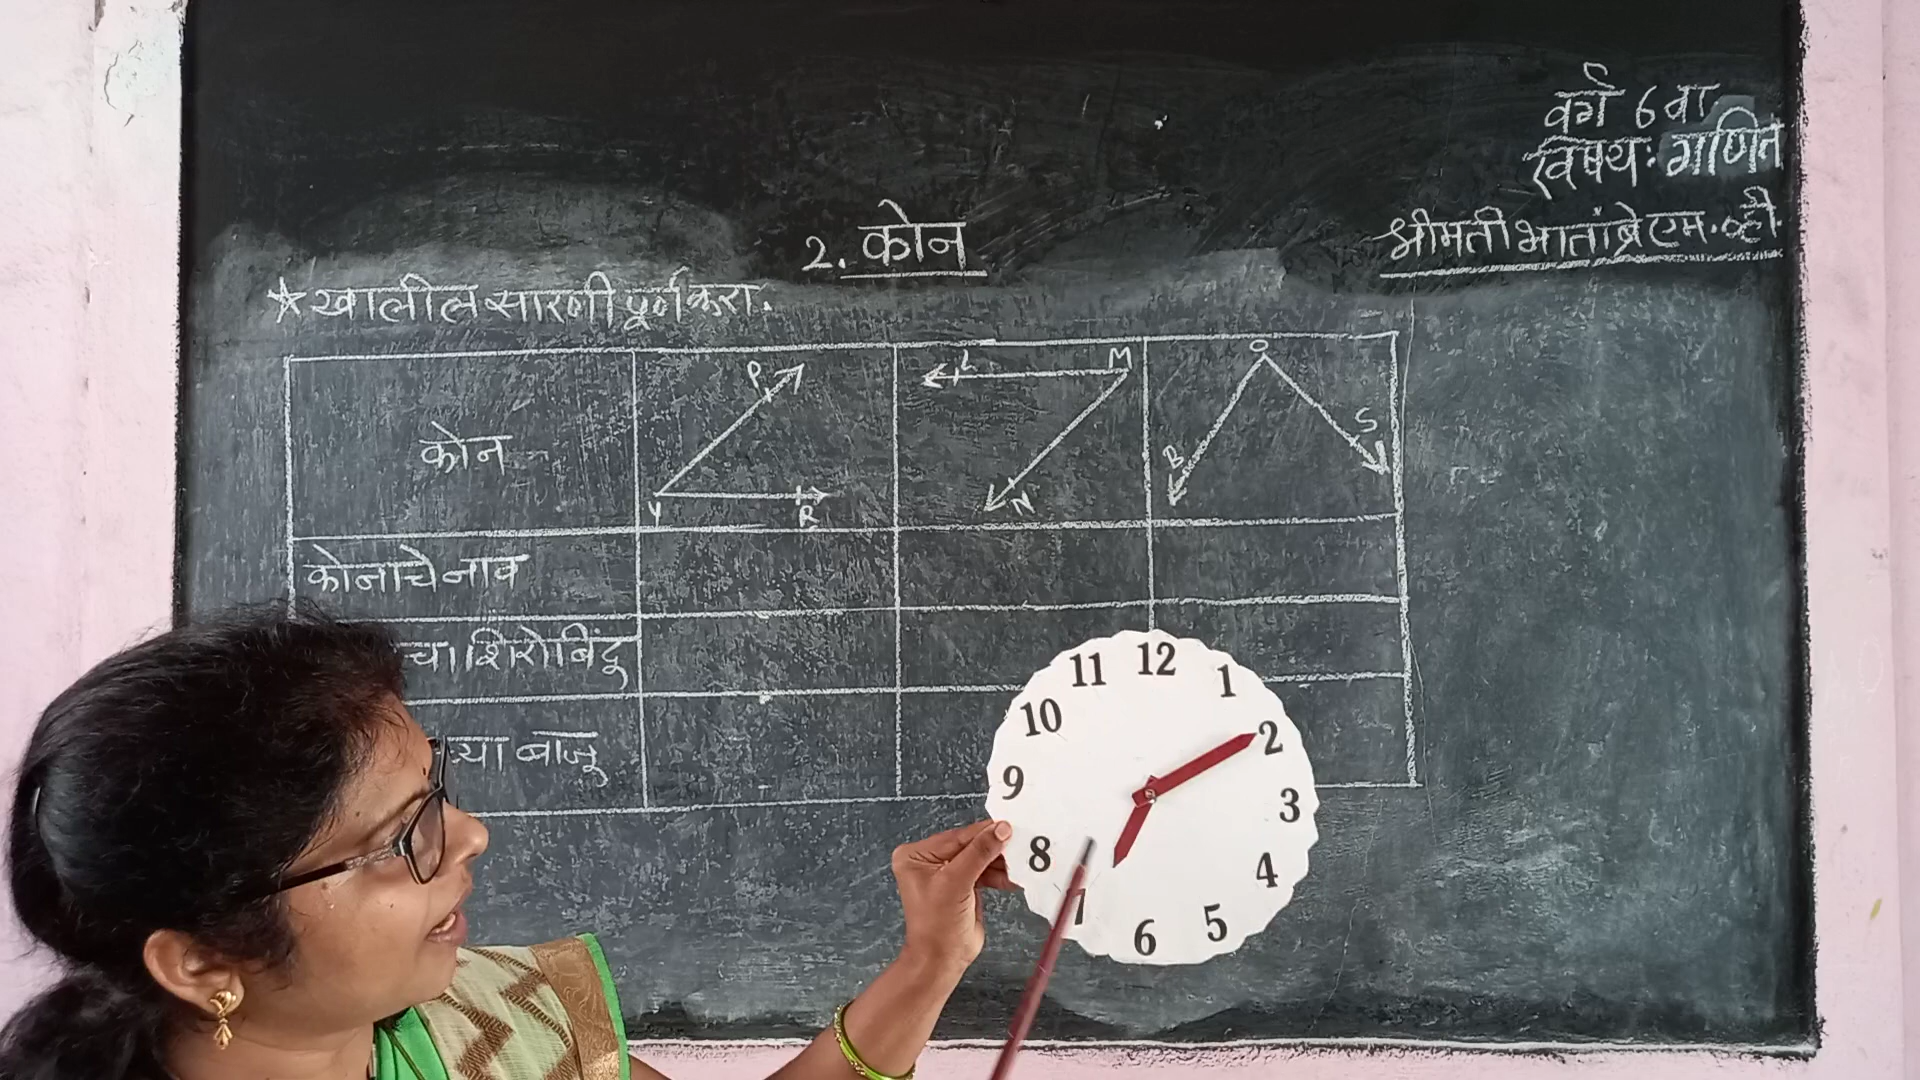 वर्ग 6 वा
विषय: गणित
श्रीमती भातांब्रे एम. व्ही.
2. कोन
☆ खालील सारणी पूर्ण करा.
कोन
P
Y R
L M
N
O
B S
कोनाचे नाव
चा शिरोबिंदू
च्या बाजू
12
11 1
10 2
9 3
8 4
7 5
6